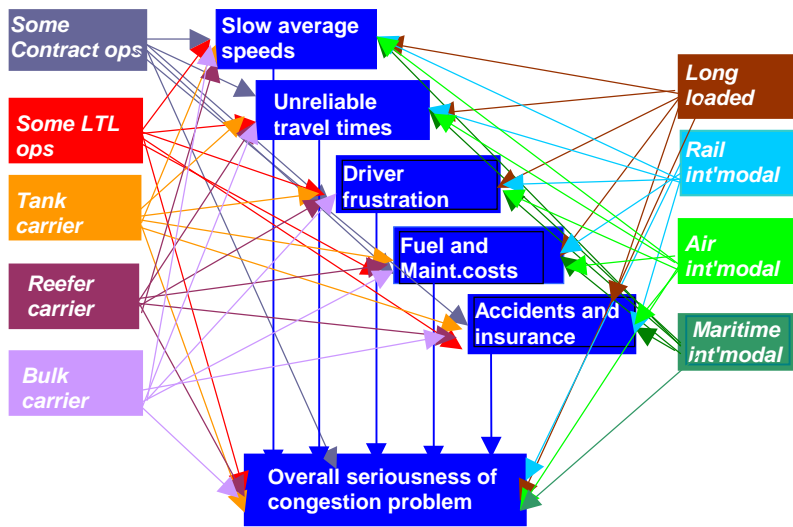 Some
Contract ops
Some LTL
ops
Tank
carrier
Reefer
carrier
Bulk
carrier
Slow average
speeds
Unreliable
travel times
Driver
frustration
Fuel and
Maint.costs
Accidents and
insurance
Overall seriousness of
congestion problem
Long
loaded
Rail
int'modal
Air
int'modal
Maritime
int'modal